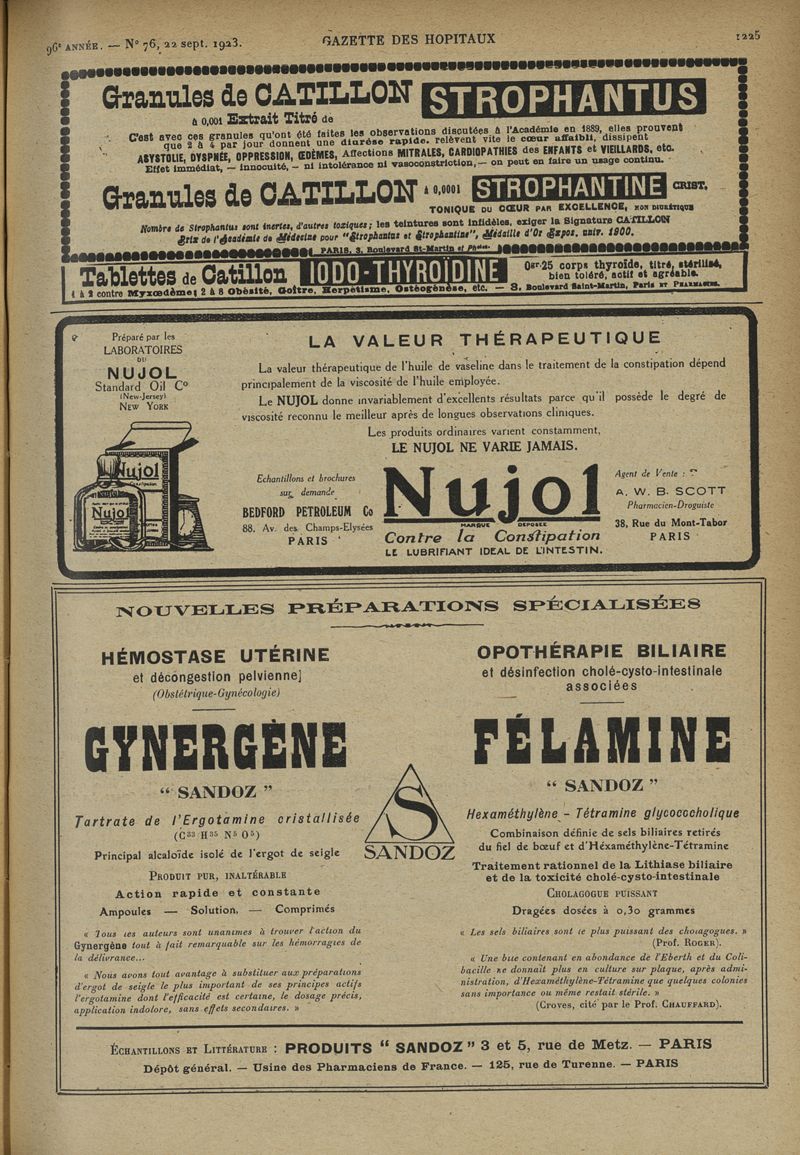 96e ANNÉE. — N° 76, 22 sept. 1923.
GAZETTE DES HOPITAUX
1225
Granules de CATILLON STROPHANTUS
à 0,001 Extrait Titré de
C'est avec ces granules qu'ont été faites les observations discutées à l'Académie en 1889, elles prouvent
que 2 à 4 par jour donnent une diurèse rapide, relèvent vite le cœur affaibli, dissipent
ASYSTOLIE, DYSPNÉE, OPPRESSION, ŒDÈMES, Affections MITRALES, CARDIOPATHIES des ENFANTS et VIEILLARDS, etc.
Effet immédiat, — innocuité, — ni intolérance ni vasoconstriction, — on peut en faire un usage continu.
Granules de CATILLON à 0,0001 STROPHANTINE CRIST.
TONIQUE DU CŒUR PAR EXCELLENCE, NON DIURÉTIQUE
Nombre de Strophantus sont inertes, d'autres toxiques; les teintures sont infidèles, exiger la Signature CATILLON
Prix de l'Académie de Médecine pour "Strophantus et Strophantine", Médaille d'Or Expos. univ. 1900.
PARIS, 3, Boulevard St-Martin et Phcies.
Tablettes de Catillon IODO-THYROÏDINE
0gr.25 corps thyroïde, titré, stérilisé,
bien toléré, actif et agréable.
1 à 2 contre Myxœdème; 2 à 8 Obésité, Goître, Herpétisme, Ostéogénèse, etc. — 3, Boulevard Saint-Martin, Paris ET PHARMACIES.
Préparé par les
LABORATOIRES
DU
NUJOL
Standard Oil Co
(New-Jersey)
NEW YORK
LA VALEUR THÉRAPEUTIQUE
La valeur thérapeutique de l'huile de vaseline dans le traitement de la constipation dépend
principalement de la viscosité de l'huile employée.
Le NUJOL donne invariablement d'excellents résultats parce qu'il possède le degré de
viscosité reconnu le meilleur après de longues observations cliniques.
Les produits ordinaires varient constamment,
LE NUJOL NE VARIE JAMAIS.
Nujol
Nujol
Echantillons et brochures
sur demande
BEDFORD PETROLEUM Co
88, Av. des Champs-Elysées
PARIS
Nujol
MARQUE DÉPOSÉE
Contre la Constipation
LE LUBRIFIANT IDEAL DE L'INTESTIN.
Agent de Vente :
A. W. B. SCOTT
Pharmacien-Droguiste
38, Rue du Mont-Tabor
PARIS
NOUVELLES PRÉPARATIONS SPÉCIALISÉES
HÉMOSTASE UTÉRINE
et décongestion pelvienne]
(Obstétrique-Gynécologie)
GYNERGÈNE
" SANDOZ "
Tartrate de l'Ergotamine cristallisée
(C33 H35 N5 O5)
Principal alcaloïde isolé de l'ergot de seigle
PRODUIT PUR, INALTÉRABLE
Action rapide et constante
Ampoules — Solution, — Comprimés
« Tous les auteurs sont unanimes à trouver l'action du
Gynergène tout à fait remarquable sur les hémorragies de
la délivrance...
« Nous avons tout avantage à substituer aux préparations
d'ergot de seigle le plus important de ses principes actifs
l'ergotamine dont l'efficacité est certaine, le dosage précis,
application indolore, sans effets secondaires. »
S
SANDOZ
OPOTHÉRAPIE BILIAIRE
et désinfection cholé-cysto-intestinale
associées
FÉLAMINE
" SANDOZ "
Hexaméthylène - Tétramine glycococholique
Combinaison définie de sels biliaires retirés
du fiel de bœuf et d'Héxaméthylène-Tétramine
Traitement rationnel de la Lithiase biliaire
et de la toxicité cholé-cysto-intestinale
CHOLAGOGUE PUISSANT
Dragées dosées à 0,30 grammes
« Les sels biliaires sont le plus puissant des cholagogues. »
(Prof. ROGER).
« Une bile contenant en abondance de l'Eberth et du Coli-
bacille ne donnait plus en culture sur plaque, après admi-
nistration, d'Hexaméthylène-Tétramine que quelques colonies
sans importance ou même restait stérile. »
(Croves, cité par le Prof. CHAUFFARD).
ÉCHANTILLONS ET LITTÉRATURE : PRODUITS " SANDOZ " 3 et 5, rue de Metz. — PARIS
Dépôt général. — Usine des Pharmaciens de France. — 125, rue de Turenne. — PARIS